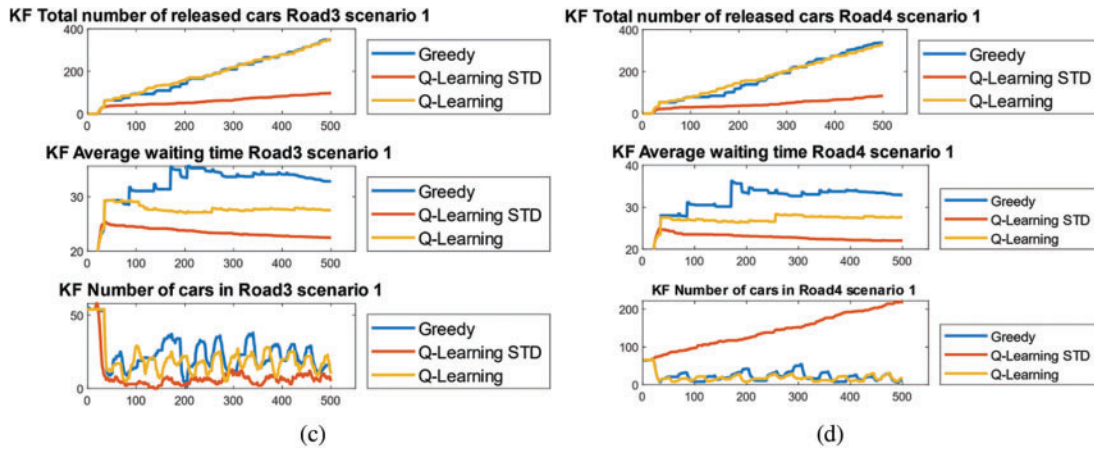 KF Total number of released cars Road3 scenario 1
400
200
0
0 100 200 300 400 500
Greedy
Q-Learning STD
Q-Learning
KF Average waiting time Road3 scenario 1
30
20
0 100 200 300 400 500
Greedy
Q-Learning STD
Q-Learning
KF Number of cars in Road3 scenario 1
50
0
0 100 200 300 400 500
Greedy
Q-Learning STD
Q-Learning
(c)
KF Total number of released cars Road4 scenario 1
400
200
0
0 100 200 300 400 500
Greedy
Q-Learning STD
Q-Learning
KF Average waiting time Road4 scenario 1
40
30
20
0 100 200 300 400 500
Greedy
Q-Learning STD
Q-Learning
KF Number of cars in Road4 scenario 1
200
100
0
0 100 200 300 400 500
Greedy
Q-Learning STD
Q-Learning
(d)